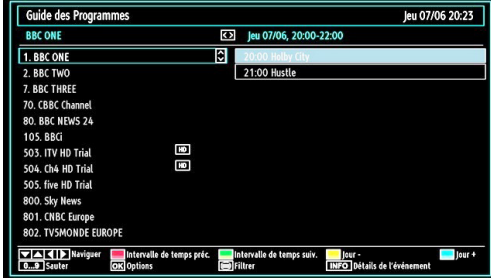 Guide des Programmes Jeu 07/06 20:23
BBC ONE <> Jeu 07/06, 20:00-22:00
1. BBC ONE 20:00 Holby City
2. BBC TWO 21:00 Hustle
7. BBC THREE
70. CBBC Channel
80. BBC NEWS 24
105. BBCi
503. ITV HD Trial HD
504. Ch4 HD Trial HD
505. five HD Trial
800. Sky News
801. CNBC Europe
802. TV5MONDE EUROPE
Naviguer Intervalle de temps préc. Intervalle de temps suiv. Jour - Jour +
0...9 Sauter OK Options Filtrer INFO Détails de l'événement